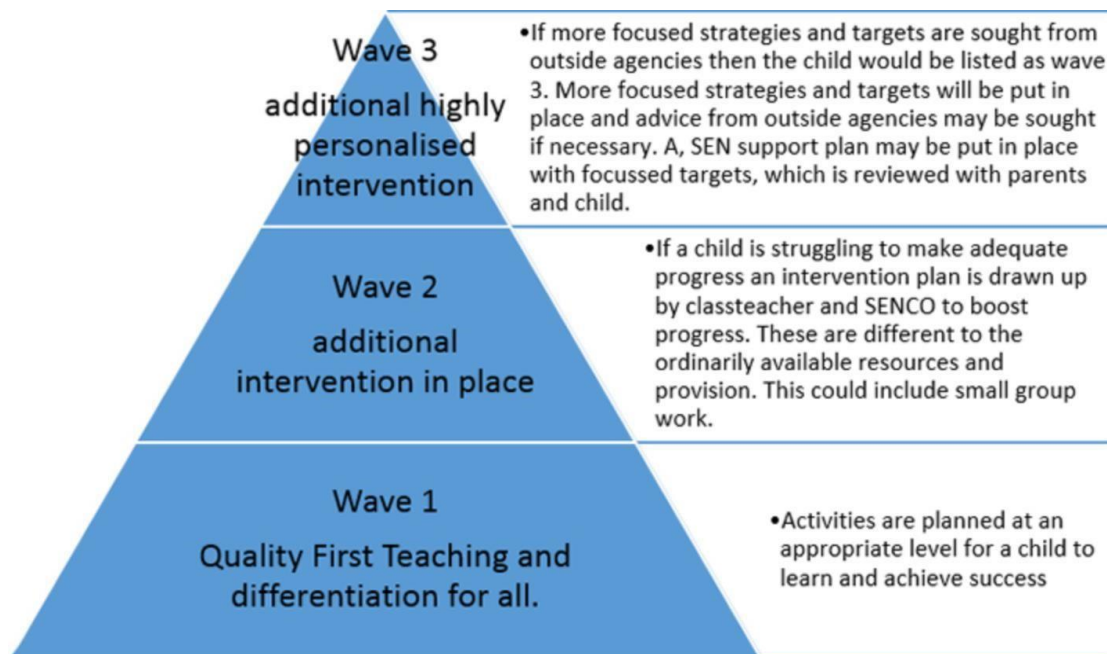 Wave 3
additional highly
personalised
intervention
•If more focused strategies and targets are sought from
outside agencies then the child would be listed as wave
3. More focused strategies and targets will be put in
place and advice from outside agencies may be sought
if necessary. A, SEN support plan may be put in place
with focussed targets, which is reviewed with parents
and child.
Wave 2
additional
intervention in place
•If a child is struggling to make adequate
progress an intervention plan is drawn up
by classteacher and SENCO to boost
progress. These are different to the
ordinarily available resources and
provision. This could include small group
work.
Wave 1
Quality First Teaching and
differentiation for all.
•Activities are planned at an
appropriate level for a child to
learn and achieve success